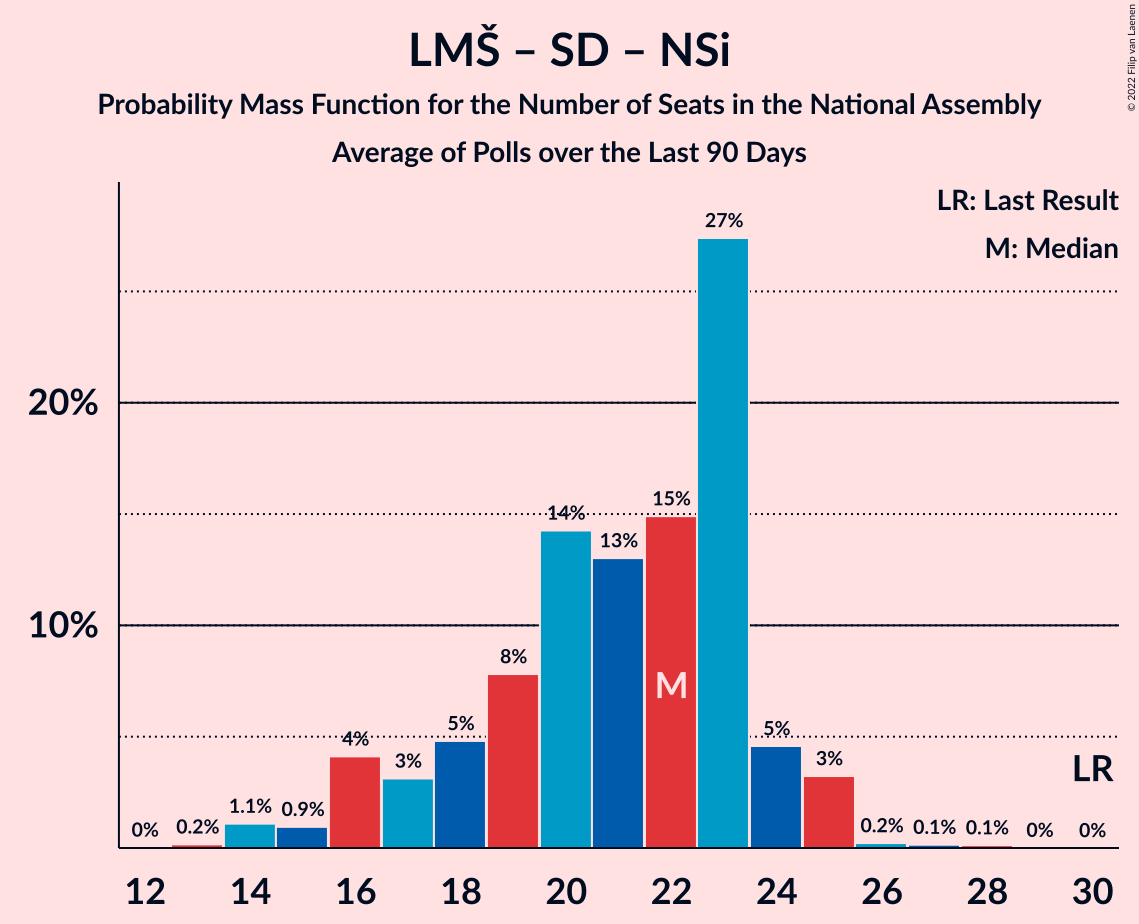 LMŠ – SD – NSi
Probability Mass Function for the Number of Seats in the National Assembly
Average of Polls over the Last 90 Days
© 2022 Filip van Laenen
LR: Last Result
M: Median
20%
10%
0%
0.2%
1.1%
0.9%
4%
3%
5%
8%
14%
13%
15%
27%
5%
3%
0.2%
0.1%
0.1%
0%
0%
M
LR
12 14 16 18 20 22 24 26 28 30